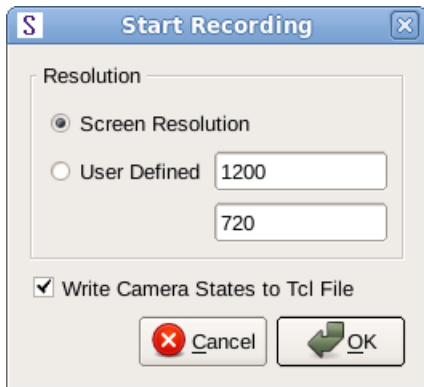 S Start Recording
Resolution
Screen Resolution
User Defined 1200
720
Write Camera States to Tcl File
Cancel OK